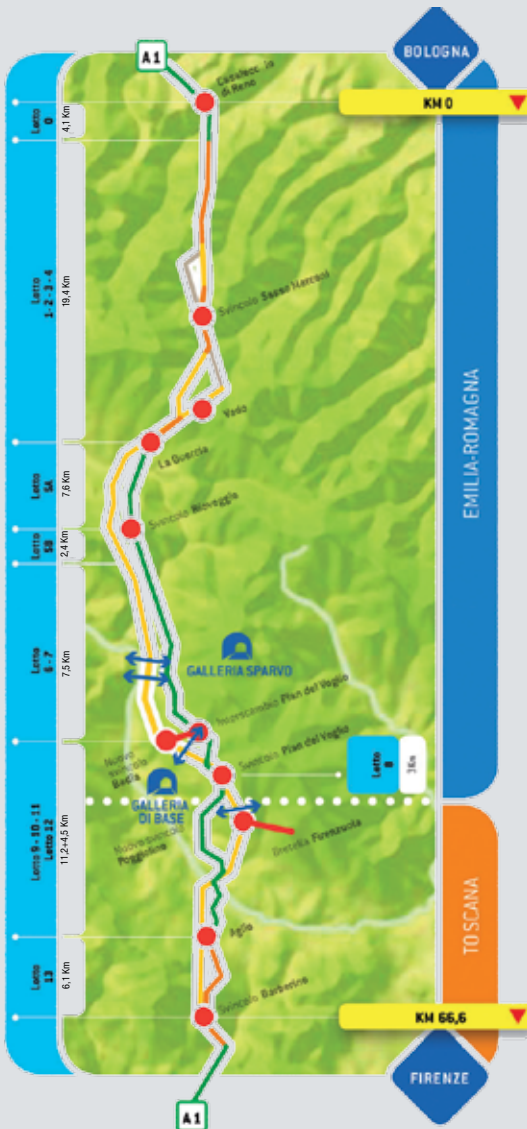 BOLOGNA
A1
Casalecchio
di Reno
KM 0
Lotto
0
4,1 Km
Lotto
1 - 2 - 3 - 4
19,4 Km
Svincolo Sasso Marconi
Vado
La Quercia
Lotto
5A
7,6 Km
Svincolo Rioveggio
Lotto
5B
2,4 Km
EMILIA-ROMAGNA
Lotto
6 - 7
7,5 Km
GALLERIA SPARVO
Interscambio Pian del Voglio
Nuovo
svincolo
Badia
Svincolo Pian del Voglio
Lotto
8
3Km
GALLERIA
DI BASE
Nuovo svincolo
Poggiolino
Bretella Firenzuola
Lotto 9 - 10 - 11
Lotto 12
11,2+4,5 Km
TOSCANA
Aglio
Lotto
13
6,1 Km
Svincolo Barberino
KM 66,6
FIRENZE
A1